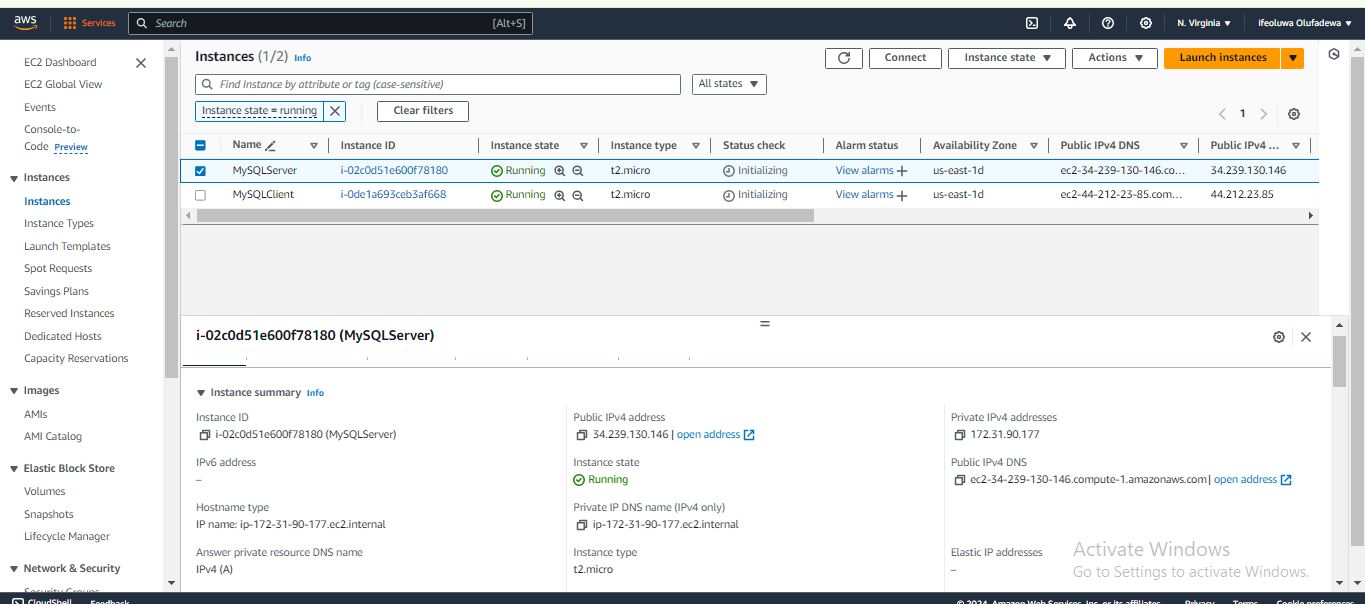 aws Services Search [Alt+S] N. Virginia Ifeoluwa Olufadewa
EC2 Dashboard
EC2 Global View
Events
Console-to-
Code Preview
Instances
Instances
Instance Types
Launch Templates
Spot Requests
Savings Plans
Reserved Instances
Dedicated Hosts
Capacity Reservations
Images
AMIs
AMI Catalog
Elastic Block Store
Volumes
Snapshots
Lifecycle Manager
Network & Security
Security Groups
Instances (1/2) Info
Connect Instance state Actions Launch instances
Find Instance by attribute or tag (case-sensitive) All states
Instance state = running Clear filters
1
Name Instance ID Instance state Instance type Status check Alarm status Availability Zone Public IPv4 DNS Public IPv4 ...
MySQLServer i-02c0d51e600f78180 Running t2.micro Initializing View alarms us-east-1d ec2-34-239-130-146.co... 34.239.130.146
MySQLClient i-0de1a693ceb3af668 Running t2.micro Initializing View alarms us-east-1d ec2-44-212-23-85.com... 44.212.23.85
i-02c0d51e600f78180 (MySQLServer)
Instance summary Info
Instance ID
i-02c0d51e600f78180 (MySQLServer)
Public IPv4 address
34.239.130.146 | open address
Private IPv4 addresses
172.31.90.177
IPv6 address
–
Instance state
Running
Public IPv4 DNS
ec2-34-239-130-146.compute-1.amazonaws.com | open address
Hostname type
IP name: ip-172-31-90-177.ec2.internal
Private IP DNS name (IPv4 only)
ip-172-31-90-177.ec2.internal
Answer private resource DNS name
IPv4 (A)
Instance type
t2.micro
Elastic IP addresses
–
Activate Windows
Go to Settings to activate Windows.
CloudShell Feedback © 2024, Amazon Web Services, Inc. or its affiliates. Privacy Terms Cookie preferences